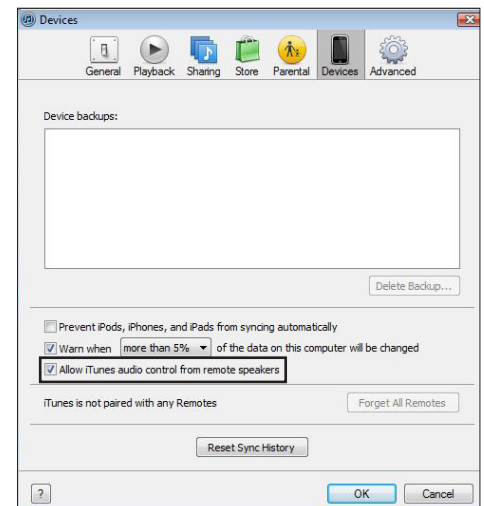 Devices
General Playback Sharing Store Parental Devices Advanced
Device backups:
Delete Backup...
Prevent iPods, iPhones, and iPads from syncing automatically
Warn when more than 5% of the data on this computer will be changed
Allow iTunes audio control from remote speakers
iTunes is not paired with any Remotes
Forget All Remotes
Reset Sync History
? OK Cancel